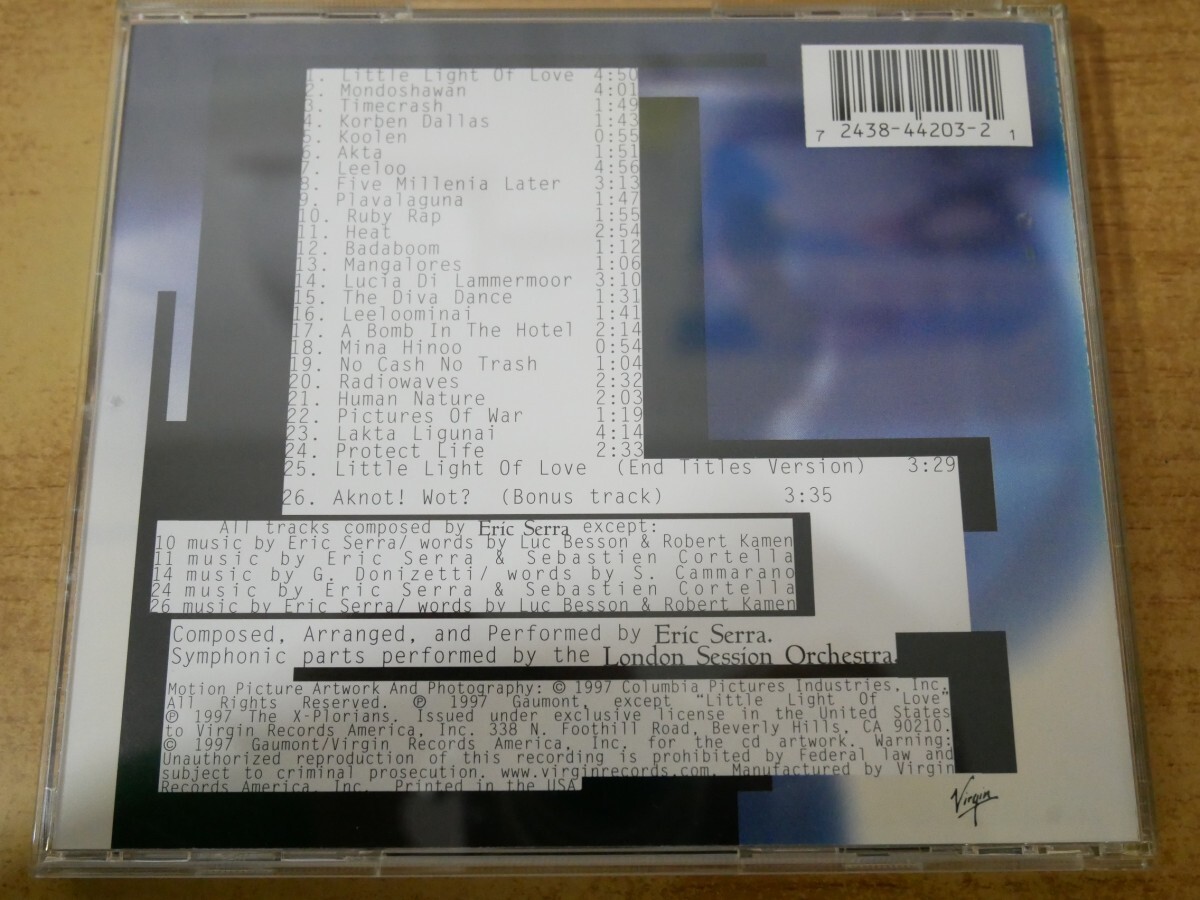 1. Little Light Of Love 4:50
2. Mondoshawan 4:01
3. Timecrash 1:49
4. Korben Dallas 1:43
5. Koolen 0:55
6. Akta 1:51
7. Leeloo 4:56
8. Five Millenia Later 3:13
9. Plavalaguna 1:47
10. Ruby Rap 1:55
11. Heat 2:54
12. Badaboom 1:12
13. Mangalores 1:06
14. Lucia Di Lammermoor 3:10
15. The Diva Dance 1:31
16. Leeloominai 1:41
17. A Bomb In The Hotel 2:14
18. Mina Hinoo 0:54
19. No Cash No Trash 1:04
20. Radiowaves 2:32
21. Human Nature 2:03
22. Pictures Of War 1:19
23. Lakta Ligunai 4:14
24. Protect Life 2:33
25. Little Light Of Love (End Titles Version) 3:29
26. Aknot! Wot? (Bonus track) 3:35
7 2438-44203-2 1
All tracks composed by Eric Serra except:
10 music by Eric Serra/ words by Luc Besson & Robert Kamen
11 music by Eric Serra & Sebastien Cortella
14 music by G. Donizetti/ words by S. Cammarano
24 music by Eric Serra & Sebastien Cortella
26 music by Eric Serra/ words by Luc Besson & Robert Kamen
Composed, Arranged, and Performed by Eric Serra.
Symphonic parts performed by the London Session Orchestra.
Motion Picture Artwork And Photography: © 1997 Columbia Pictures Industries, Inc.,
All Rights Reserved. ℗ 1997 Gaumont, except "Little Light Of Love"
℗ 1997 The X-Plorians. Issued under exclusive license in the United States
to Virgin Records America, Inc. 338 N. Foothill Road, Beverly Hills, CA 90210.
© 1997 Gaumont/Virgin Records America, Inc. for the cd artwork. Warning:
Unauthorized reproduction of this recording is prohibited by Federal law and
subject to criminal prosecution. www.virginrecords.com. Manufactured by Virgin
Records America, Inc. Printed in the USA
Virgin